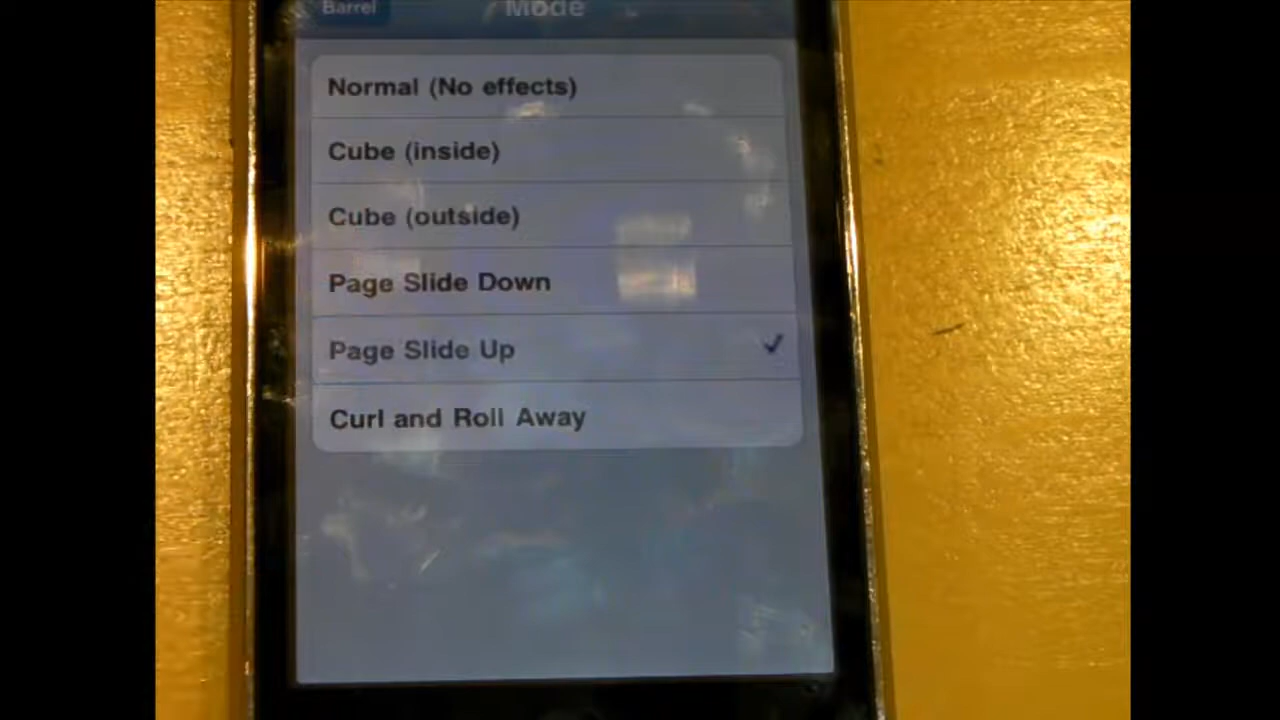 Barrel
Mode
Normal (No effects)
Cube (inside)
Cube (outside)
Page Slide Down
Page Slide Up
Curl and Roll Away